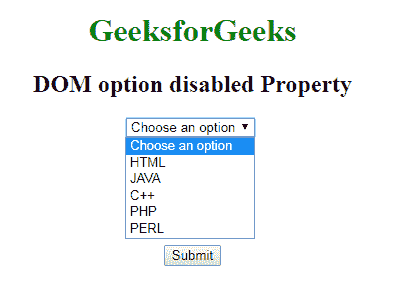 GeeksforGeeks
DOM option disabled Property
Choose an option
Choose an option
HTML
JAVA
C++
PHP
PERL
Submit